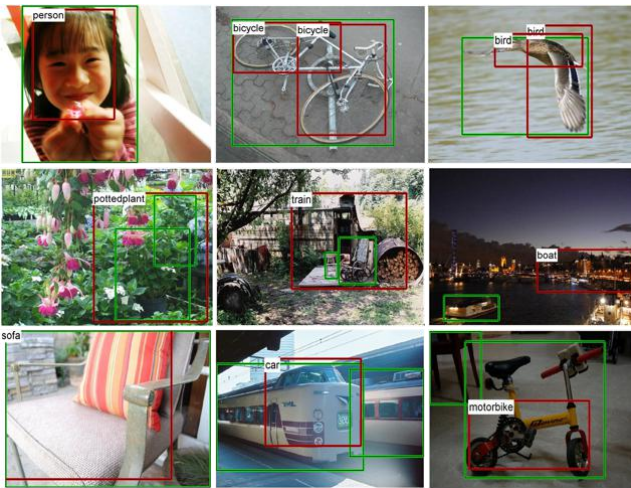 person
bicycle
bicycle
bird
bird
pottedplant
train
boat
sofa
car
motorbike